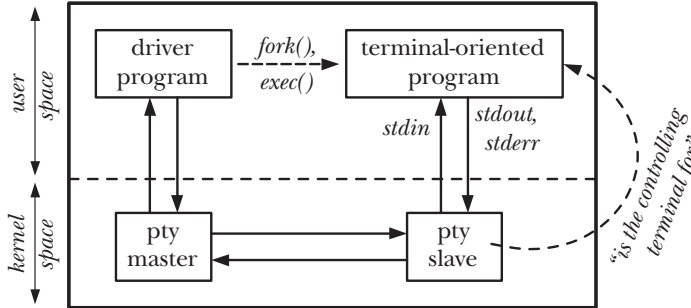 driver
program
fork(),
exec()
terminal-oriented
program
user
space
stdin
stdout,
stderr
kernel
space
pty
master
pty
slave
“is the controlling
terminal for”